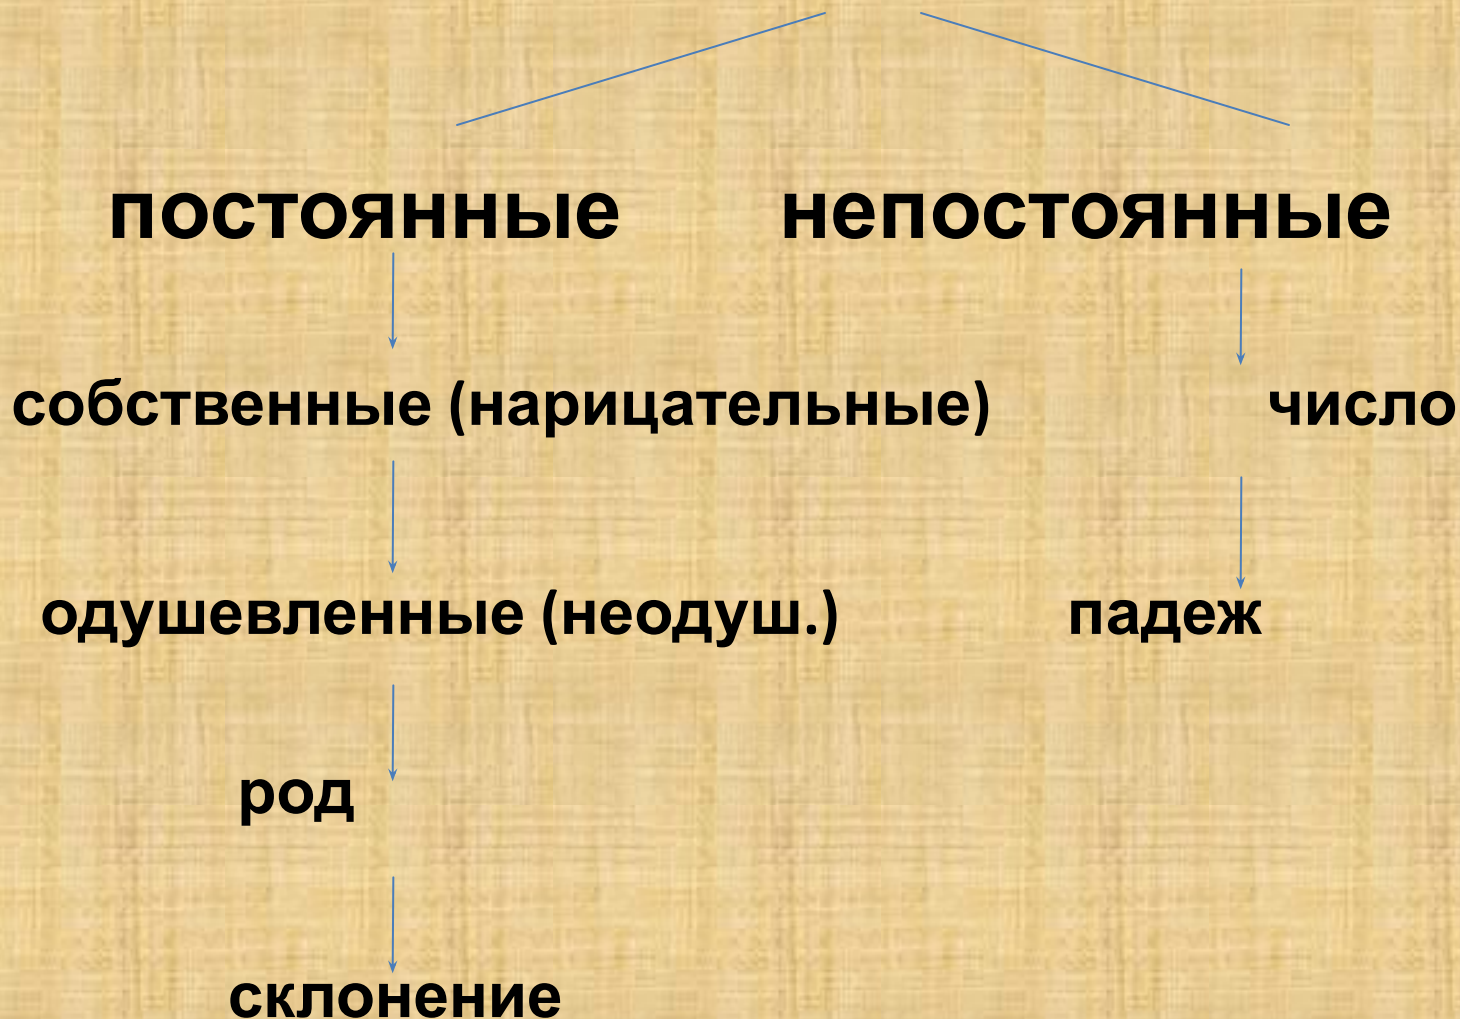 постоянные непостоянные
собственные (нарицательные) число
одушевленные (неодуш.) падеж
род
склонение